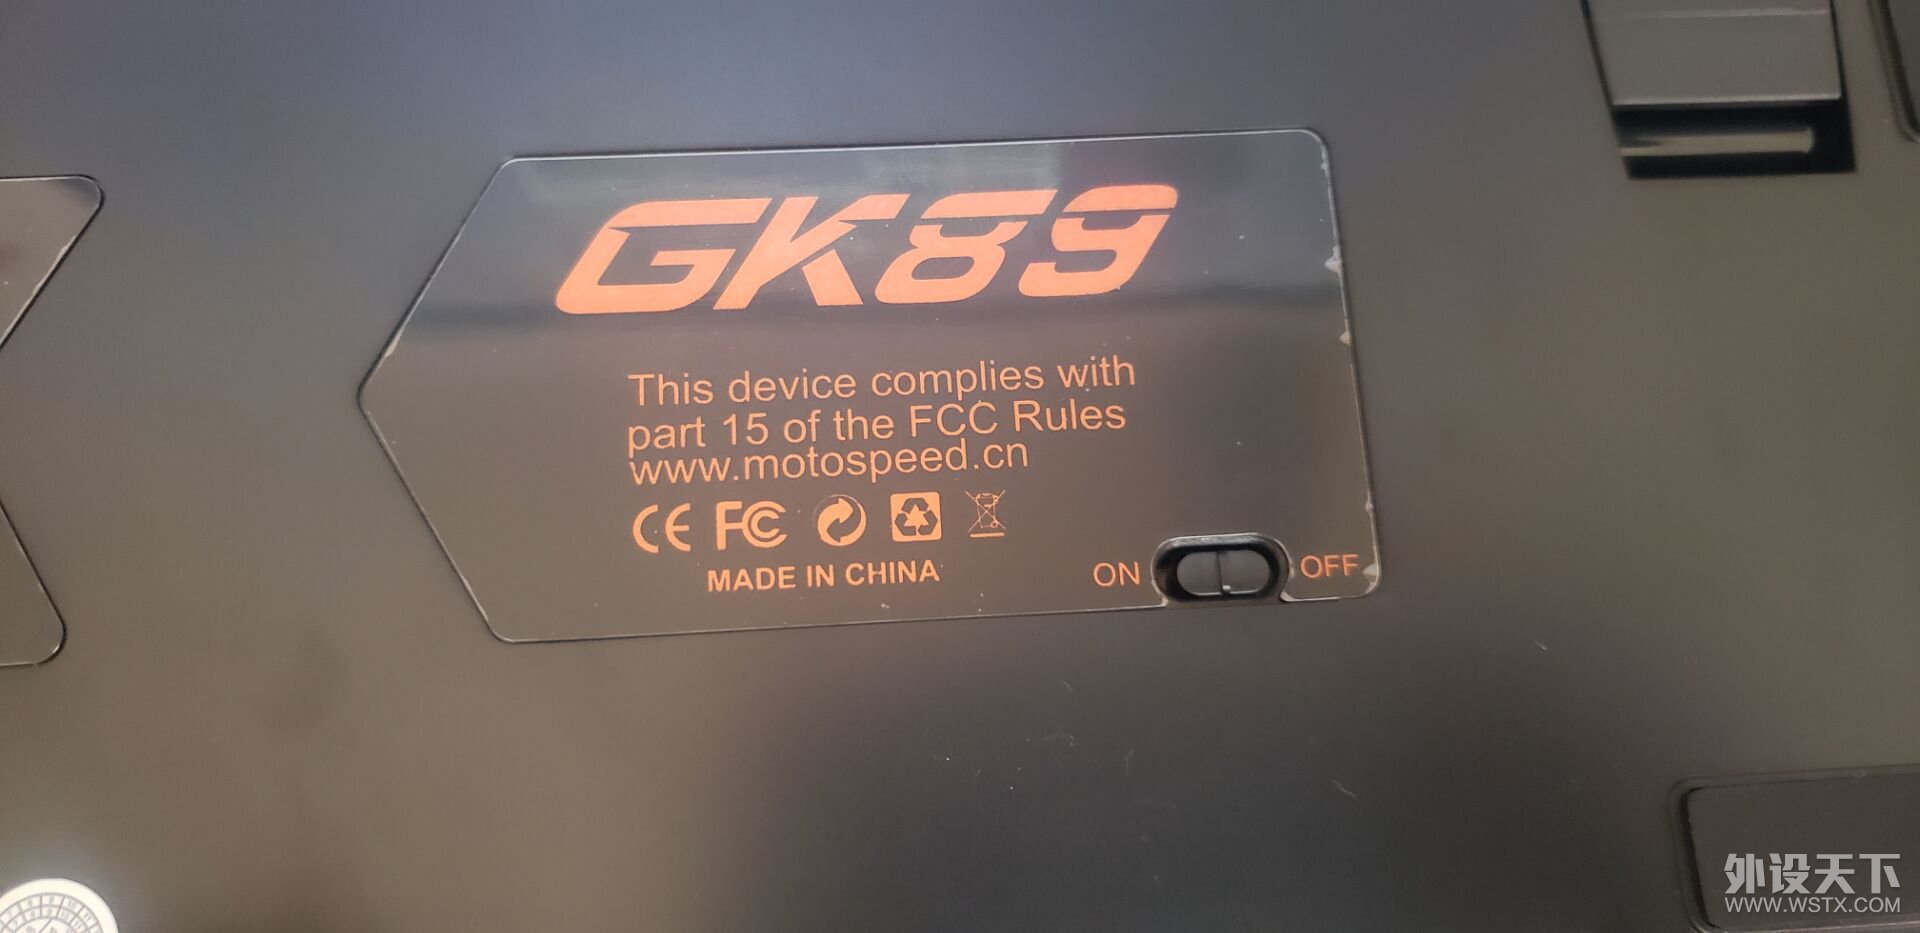 GK89
This device complies with
part 15 of the FCC Rules
www.motospeed.cn
CE FC
MADE IN CHINA
ON OFF
外设天下
WWW.WSTX.COM